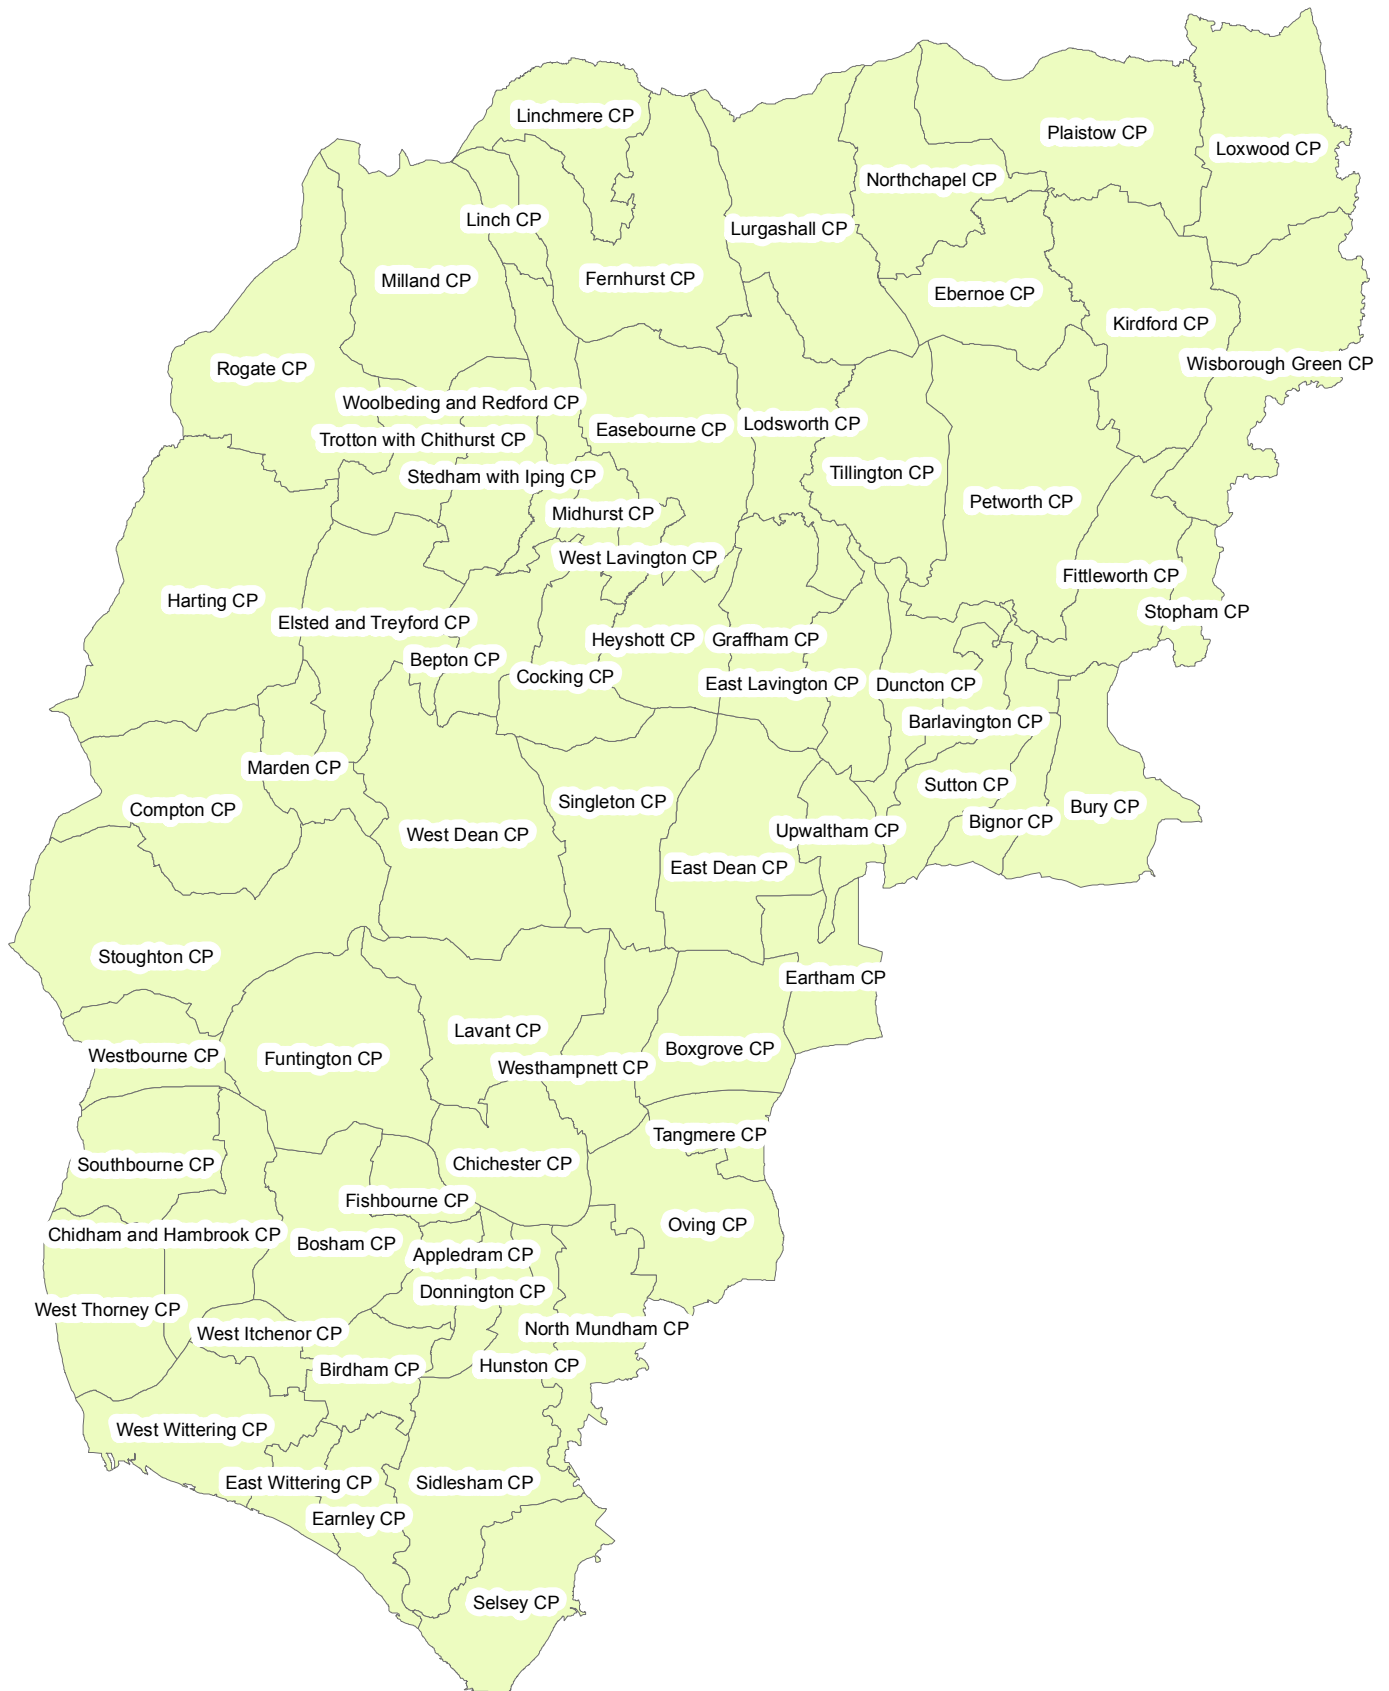 Linchmere CP
Plaistow CP
Loxwood CP
Northchapel CP
Linch CP
Lurgashall CP
Milland CP
Fernhurst CP
Ebernoe CP
Kirdford CP
Rogate CP
Wisborough Green CP
Woolbeding and Redford CP
Lodsworth CP
Easebourne CP
Trotton with Chithurst CP
Tillington CP
Stedham with Iping CP
Petworth CP
Midhurst CP
West Lavington CP
Fittleworth CP
Harting CP
Stopham CP
Elsted and Treyford CP
Heyshott CP
Graffham CP
Bepton CP
Cocking CP
East Lavington CP
Duncton CP
Barlavington CP
Marden CP
Sutton CP
Singleton CP
Bury CP
Compton CP
Bignor CP
Upwaltham CP
West Dean CP
East Dean CP
Stoughton CP
Eartham CP
Lavant CP
Boxgrove CP
Westbourne CP
Funtington CP
Westhampnett CP
Tangmere CP
Chichester CP
Southbourne CP
Fishbourne CP
Oving CP
Chidham and Hambrook CP
Bosham CP
Appledram CP
Donnington CP
West Thorney CP
North Mundham CP
West Itchenor CP
Hunston CP
Birdham CP
West Wittering CP
East Wittering CP
Sidlesham CP
Earnley CP
Selsey CP